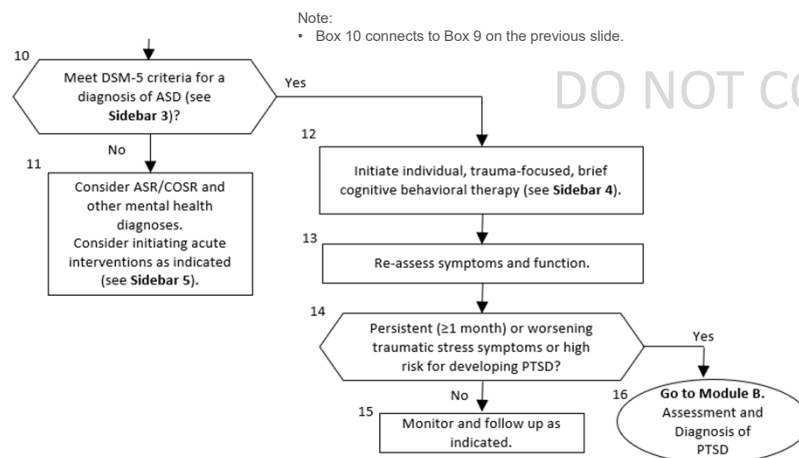 Note:
• Box 10 connects to Box 9 on the previous slide.
DO NOT CO
10
Meet DSM-5 criteria for a
diagnosis of ASD (see
Sidebar 3)?
Yes
No
11
Consider ASR/COSR and
other mental health
diagnoses.
Consider initiating acute
interventions as indicated
(see Sidebar 5).
12
Initiate individual, trauma-focused, brief
cognitive behavioral therapy (see Sidebar 4).
13
Re-assess symptoms and function.
14
Persistent (≥1 month) or worsening
traumatic stress symptoms or high
risk for developing PTSD?
Yes
No
15
Monitor and follow up as
indicated.
16
Go to Module B.
Assessment and
Diagnosis of
PTSD